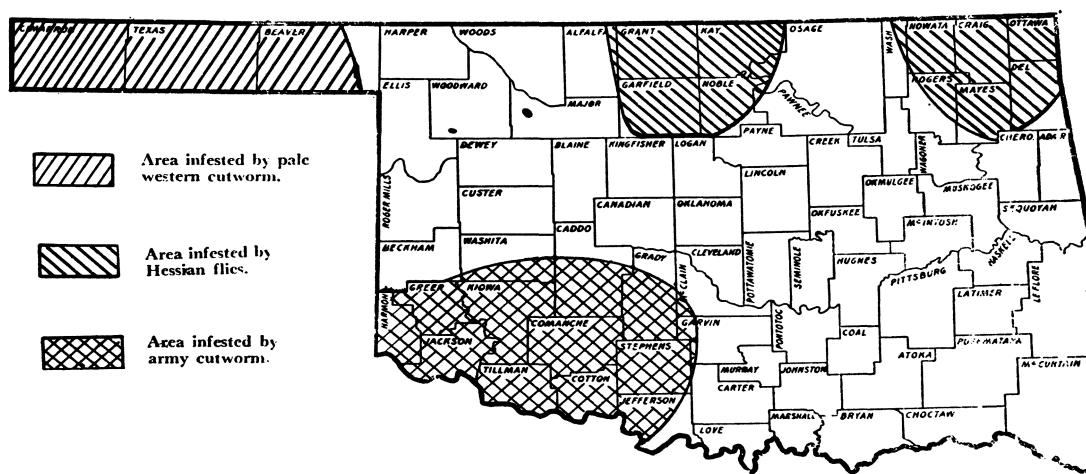 TEXAS
BEAVER
HARPER
WOODS
ALFALFA
GRANT
KAY
OSAGE
WASH
NOWATA
CRAIG
OTTAWA
ELLIS
WOODWARD
MAJOR
GARFIELD
NOBLE
PAWNEE
ROGERS
MAYES
DEL
Area infested by pale
western cutworm.
ROGER MILLS
DEWEY
BLAINE
KINGFISHER
LOGAN
PAYNE
CREEK
TULSA
WAGONER
CHERO.
ADAIR
CUSTER
CANADIAN
OKLAHOMA
LINCOLN
OKMULGEE
MUSKOGEE
SEQUOYAH
Area infested by
Hessian flies.
BECKHAM
WASHITA
CADDO
GRADY
McCLAIN
CLEVELAND
POTTAWATOMIE
SEMINOLE
OKFUSKEE
HUGHES
McINTOSH
PITTSBURG
HASKELL
LATIMER
LE FLORE
Area infested by
army cutworm.
HARMON
GREER
KIOWA
JACKSON
TILLMAN
COMANCHE
COTTON
STEPHENS
JEFFERSON
GARVIN
MURRAY
CARTER
LOVE
PONTOTOC
JOHNSTON
MARSHALL
COAL
ATOKA
BRYAN
CHOCTAW
PUSHMATAHA
McCURTAIN